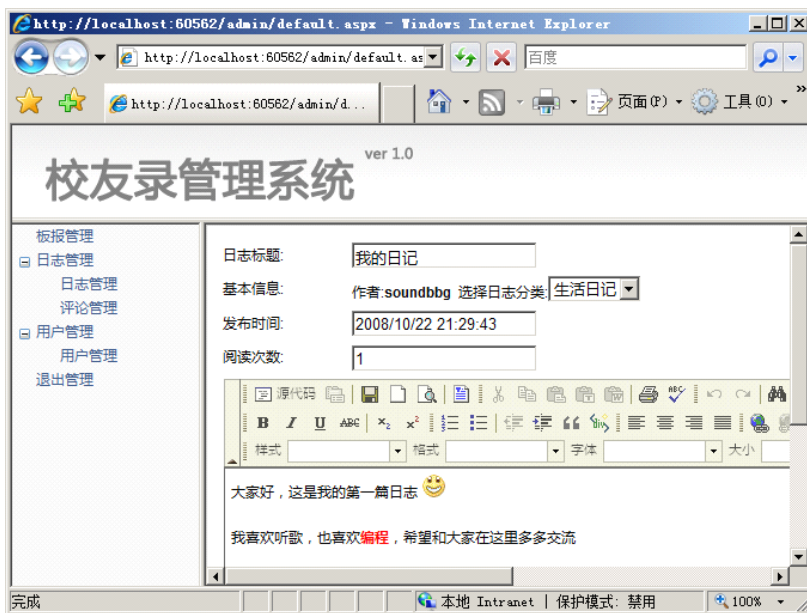 http://localhost:60562/admin/default.aspx - Windows Internet Explorer
http://localhost:60562/admin/default.as
百度
http://localhost:60562/admin/d...
页面(P)
工具(O)
»
校友录管理系统 ver 1.0
板报管理
日志管理
日志管理
评论管理
用户管理
用户管理
退出管理
日志标题: 我的日记
基本信息: 作者:soundbbg 选择日志分类: 生活日记
发布时间: 2008/10/22 21:29:43
阅读次数: 1
源代码
B I U ABC x₂ x²
样式 格式 字体 大小
大家好，这是我的第一篇日志
我喜欢听歌，也喜欢编程，希望和大家在这里多多交流
完成 本地 Intranet | 保护模式: 禁用 100%